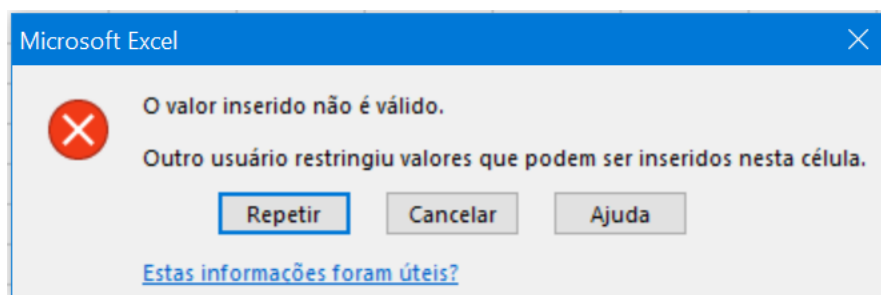 Microsoft Excel
O valor inserido não é válido.
Outro usuário restringiu valores que podem ser inseridos nesta célula.
Repetir
Cancelar
Ajuda
Estas informações foram úteis?